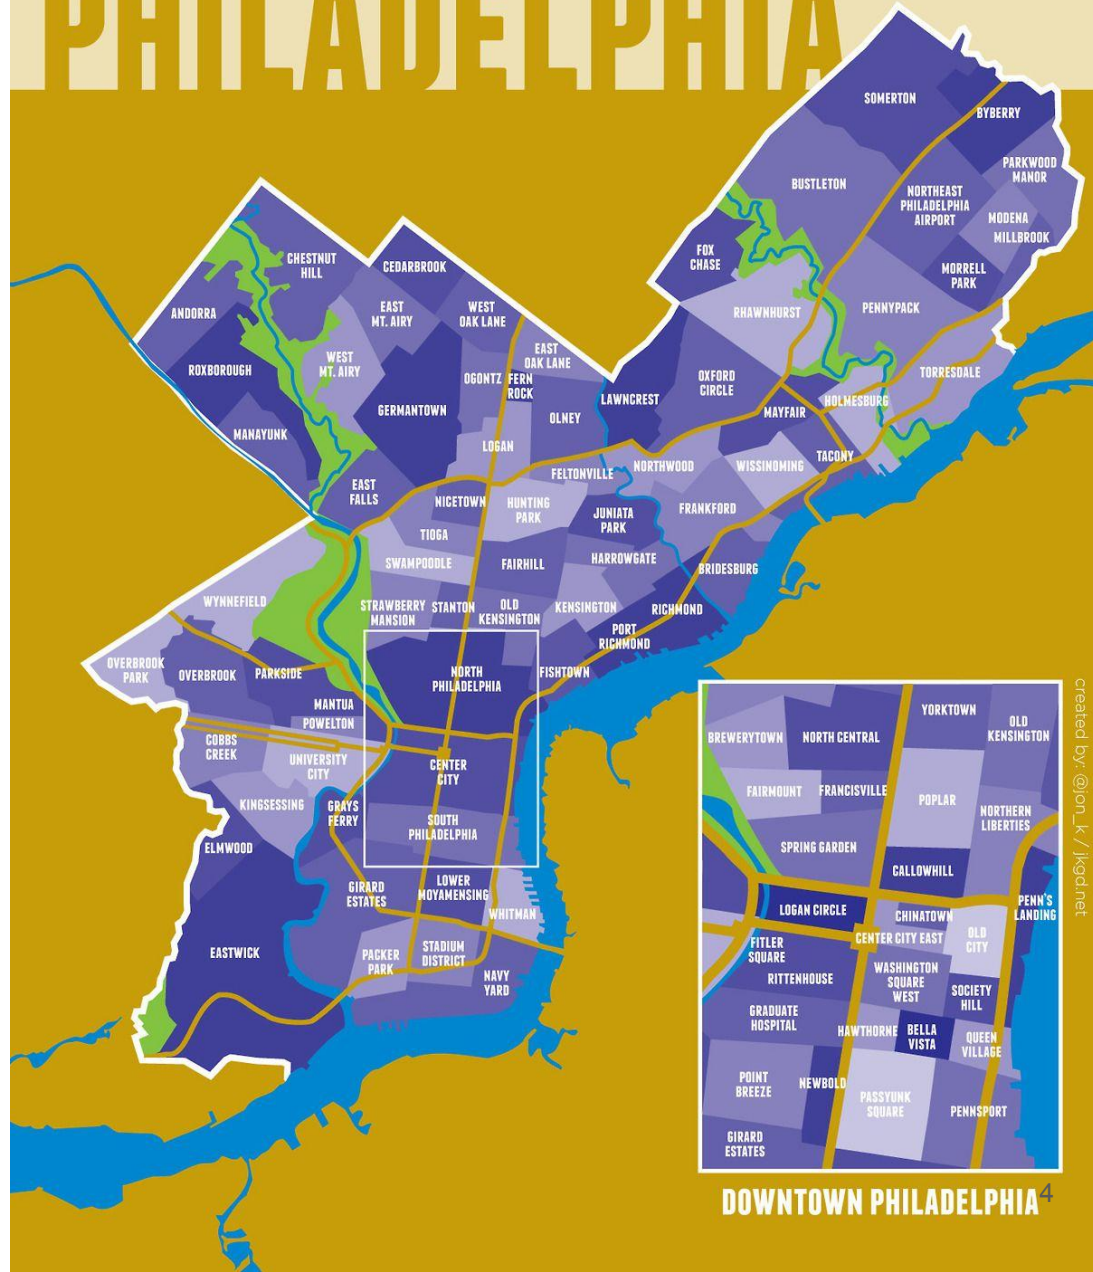 PHILADELPHIA
SOMERTON
BYBERRY
PARKWOOD
MANOR
BUSTLETON
NORTHEAST
PHILADELPHIA
AIRPORT
MODENA
MILLBROOK
FOX
CHASE
MORRELL
PARK
CHESTNUT
HILL
CEDARBROOK
RHAWNHURST
PENNYPACK
ANDORRA
EAST
MT. AIRY
WEST
OAK LANE
EAST
OAK LANE
WEST
MT. AIRY
ROXBOROUGH
OGONTZ
FERN
ROCK
OXFORD
CIRCLE
TORRESDALE
LAWNCREST
HOLMESBURG
GERMANTOWN
OLNEY
MAYFAIR
MANAYUNK
LOGAN
TACONY
FELTONVILLE
NORTHWOOD
WISSINOMING
EAST
FALLS
NICETOWN
HUNTING
PARK
JUNIATA
PARK
FRANKFORD
TIOGA
SWAMPOODLE
FAIRHILL
HARROWGATE
BRIDESBURG
WYNNEFIELD
STRAWBERRY
MANSION
STANTON
OLD
KENSINGTON
KENSINGTON
RICHMOND
PORT
RICHMOND
OVERBROOK
PARK
OVERBROOK
PARKSIDE
NORTH
PHILADELPHIA
FISHTOWN
MANTUA
POWELTON
COBBS
CREEK
UNIVERSITY
CITY
CENTER
CITY
KINGSESSING
GRAYS
FERRY
SOUTH
PHILADELPHIA
ELMWOOD
GIRARD
ESTATES
LOWER
MOYAMENSING
WHITMAN
EASTWICK
PACKER
PARK
STADIUM
DISTRICT
NAVY
YARD
YORKTOWN
OLD
KENSINGTON
BREWERYTOWN
NORTH CENTRAL
FAIRMOUNT
FRANCISVILLE
POPLAR
NORTHERN
LIBERTIES
SPRING GARDEN
CALLOWHILL
LOGAN CIRCLE
CHINATOWN
PENN'S
LANDING
FITLER
SQUARE
CENTER CITY EAST
OLD
CITY
RITTENHOUSE
WASHINGTON
SQUARE
WEST
SOCIETY
HILL
GRADUATE
HOSPITAL
HAWTHORNE
BELLA
VISTA
QUEEN
VILLAGE
POINT
BREEZE
NEWBOLD
PASSYUNK
SQUARE
PENNSPORT
GIRARD
ESTATES
DOWNTOWN PHILADELPHIA
4
created by: @jon_k / jkgd.net